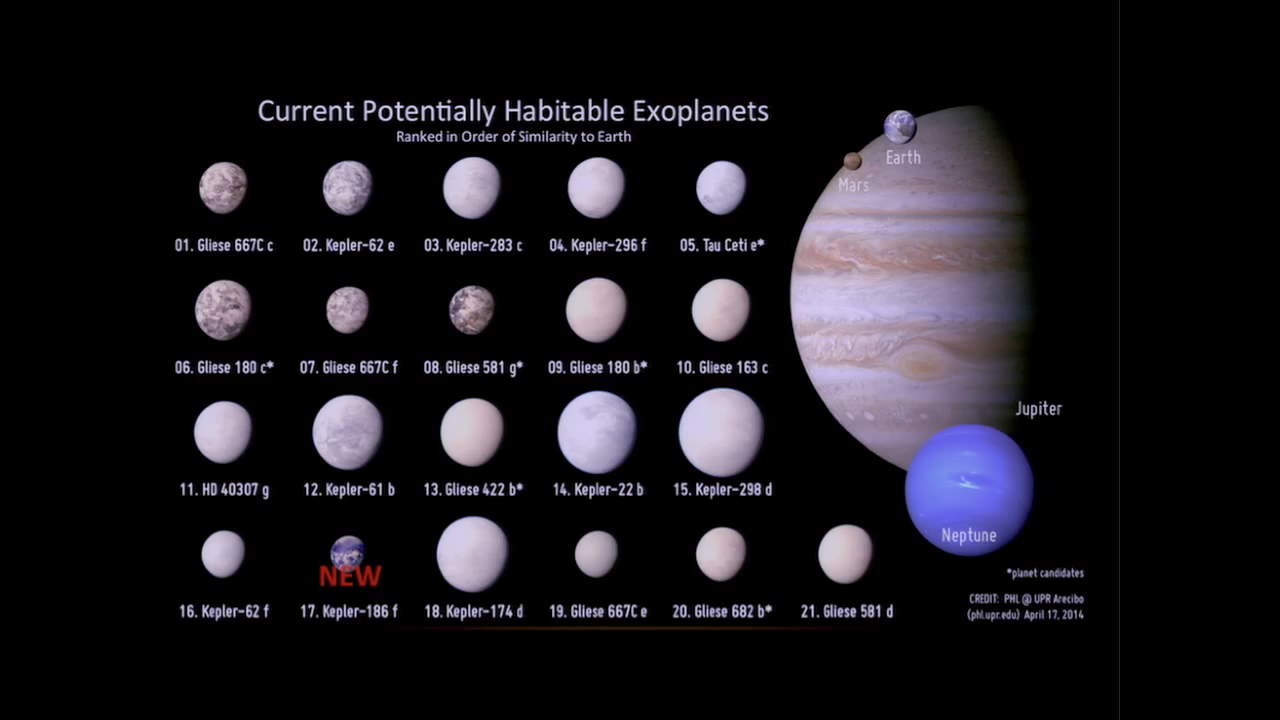 Current Potentially Habitable Exoplanets
Ranked in Order of Similarity to Earth
Earth
Mars
01. Gliese 667C c
02. Kepler-62 e
03. Kepler-283 c
04. Kepler-296 f
05. Tau Ceti e*
06. Gliese 180 c*
07. Gliese 667C f
08. Gliese 581 g*
09. Gliese 180 b*
10. Gliese 163 c
Jupiter
11. HD 40307 g
12. Kepler-61 b
13. Gliese 422 b*
14. Kepler-22 b
15. Kepler-298 d
Neptune
NEW
16. Kepler-62 f
17. Kepler-186 f
18. Kepler-174 d
19. Gliese 667C e
20. Gliese 682 b*
21. Gliese 581 d
*planet candidates
CREDIT: PHL @ UPR Arecibo
(phl.upr.edu) April 17, 2014